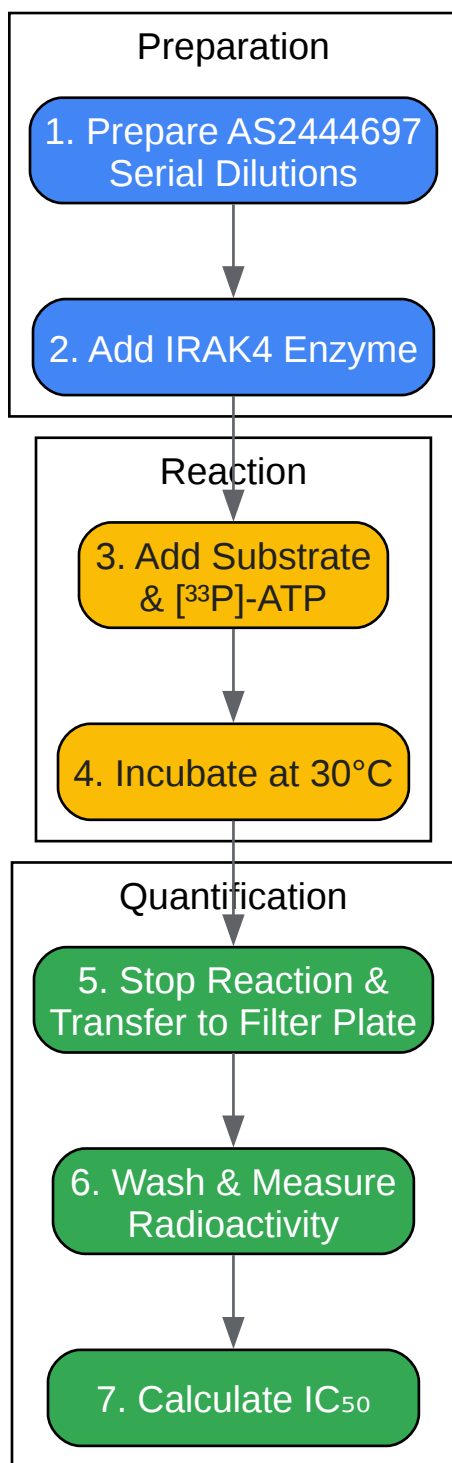 Preparation
1. Prepare AS2444697
Serial Dilutions
2. Add IRAK4 Enzyme
Reaction
3. Add Substrate
& [³³P]-ATP
4. Incubate at 30°C
Quantification
5. Stop Reaction &
Transfer to Filter Plate
6. Wash & Measure
Radioactivity
7. Calculate IC₅₀